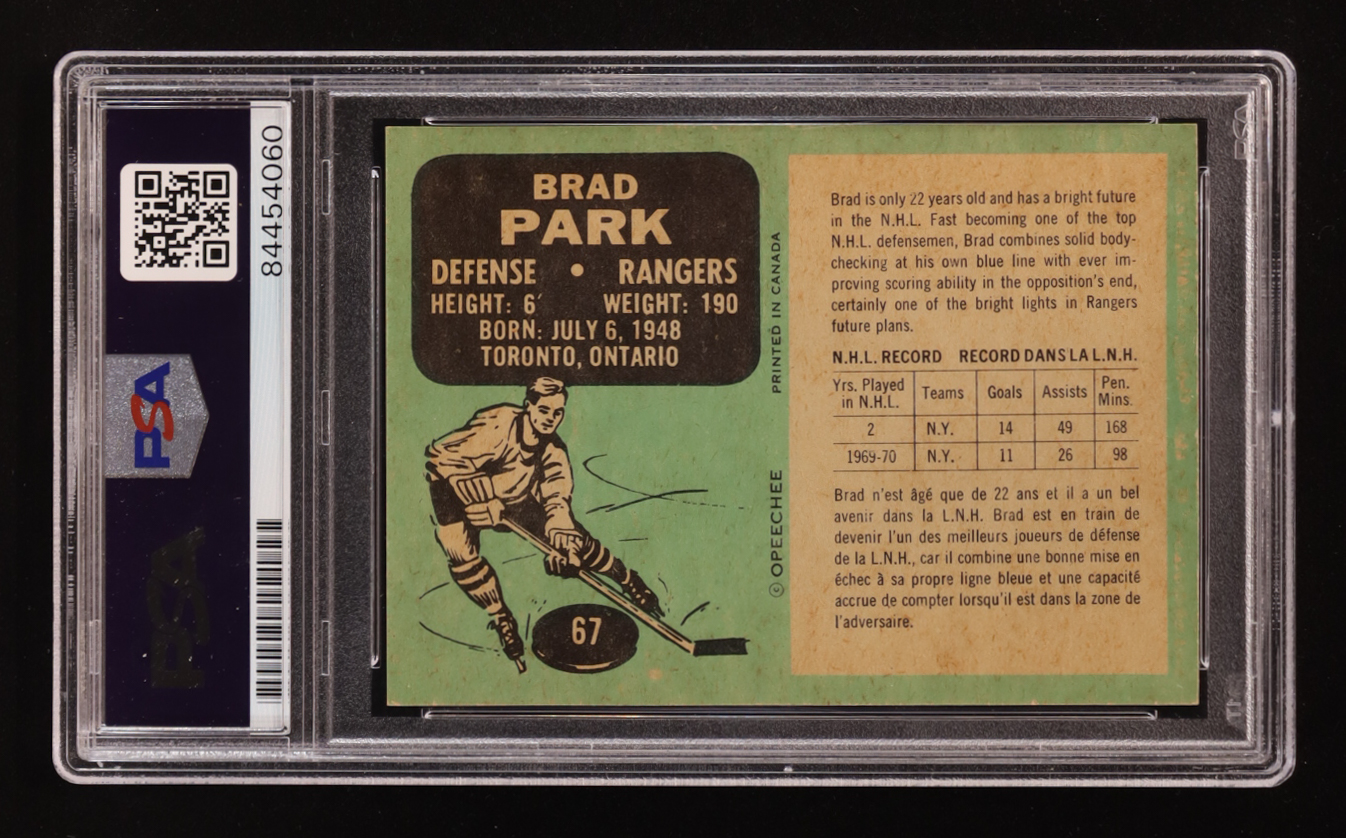 84454060
PSA
PSA
BRAD
PARK
DEFENSE • RANGERS
HEIGHT: 6′ WEIGHT: 190
BORN: JULY 6, 1948
TORONTO, ONTARIO
67
© OPEECHEE PRINTED IN CANADA
Brad is only 22 years old and has a bright future
in the N.H.L. Fast becoming one of the top
N.H.L. defensemen, Brad combines solid body-
checking at his own blue line with ever im-
proving scoring ability in the opposition's end,
certainly one of the bright lights in Rangers
future plans.
N.H.L. RECORD RECORD DANS LA L.N.H.
Yrs. Played in N.H.L. Teams Goals Assists Pen. Mins.
2 N.Y. 14 49 168
1969-70 N.Y. 11 26 98
Brad n'est âgé que de 22 ans et il a un bel
avenir dans la L.N.H. Brad est en train de
devenir l'un des meilleurs joueurs de défense
de la L.N.H., car il combine une bonne mise en
échec à sa propre ligne bleue et une capacité
accrue de compter lorsqu'il est dans la zone de
l'adversaire.